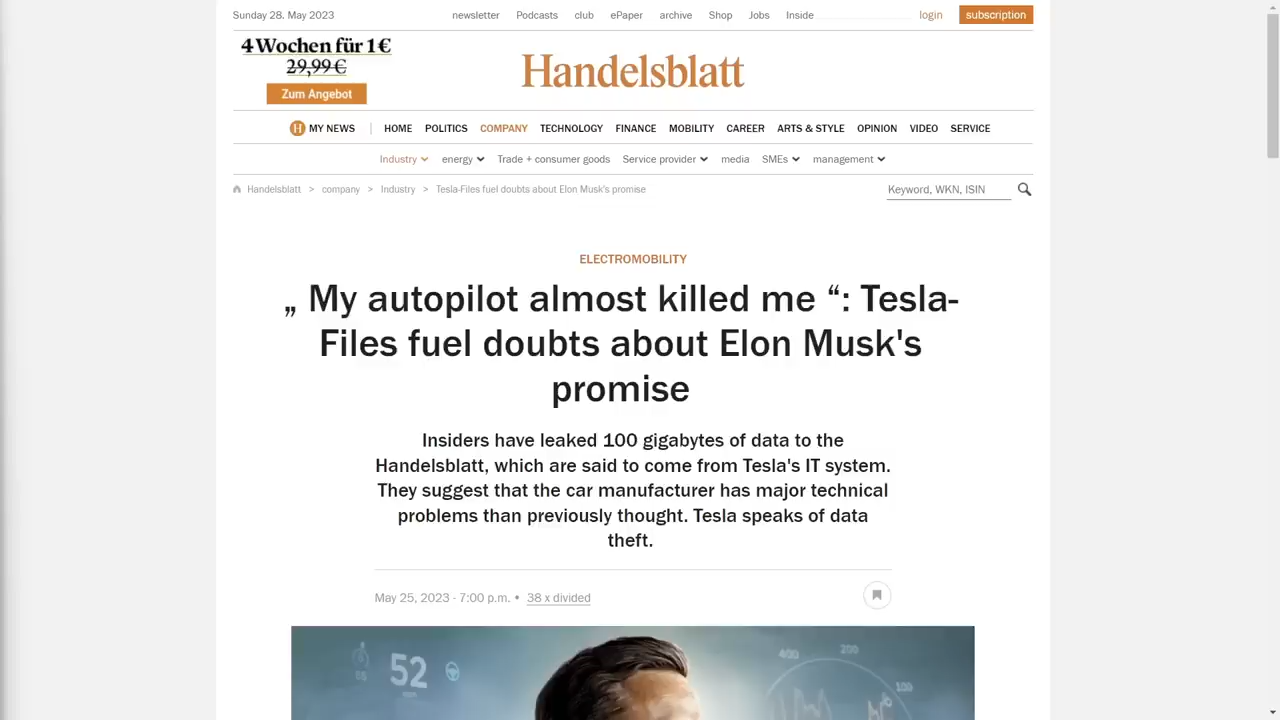 Sunday 28. May 2023
newsletter Podcasts club ePaper archive Shop Jobs Inside
login subscription
4 Wochen für 1 €
29,99 €
Zum Angebot
Handelsblatt
H MY NEWS HOME POLITICS COMPANY TECHNOLOGY FINANCE MOBILITY CAREER ARTS & STYLE OPINION VIDEO SERVICE
Industry energy Trade + consumer goods Service provider media SMEs management
Handelsblatt > company > Industry > Tesla-Files fuel doubts about Elon Musk's promise
Keyword, WKN, ISIN
ELECTROMOBILITY
„ My autopilot almost killed me “: Tesla-
Files fuel doubts about Elon Musk's
promise
Insiders have leaked 100 gigabytes of data to the
Handelsblatt, which are said to come from Tesla's IT system.
They suggest that the car manufacturer has major technical
problems than previously thought. Tesla speaks of data
theft.
May 25, 2023 - 7:00 p.m. • 38 x divided
52
400 200
100